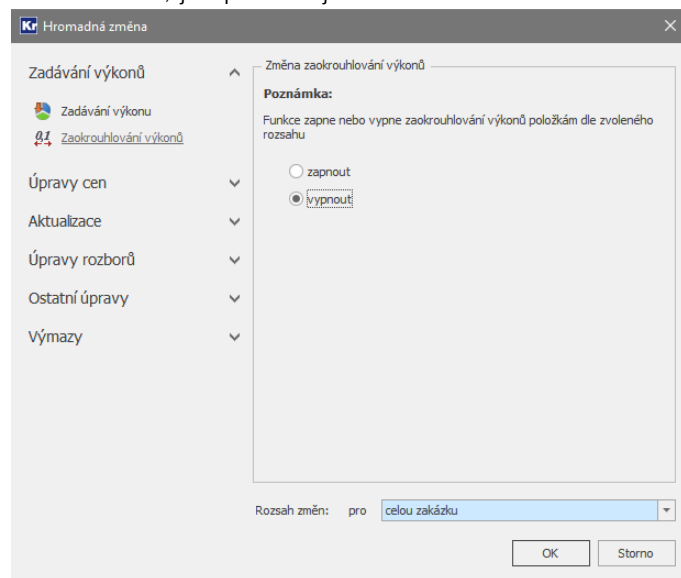 Kr Hromadná změna
Zadávání výkonů
Zadávání výkonu
0,1 Zaokrouhlování výkonů
Úpravy cen
Aktualizace
Úpravy rozborů
Ostatní úpravy
Výmazy
Změna zaokrouhlování výkonů
Poznámka:
Funkce zapne nebo vypne zaokrouhlování výkonů položkám dle zvoleného
rozsahu
zapnout
vypnout
Rozsah změn: pro celou zakázku
OK Storno